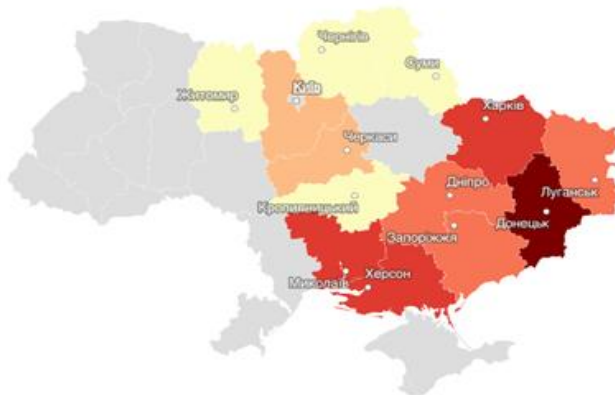 Чернігів
Суми
Київ
Житомир
Харків
Черкаси
Дніпро
Луганськ
Кропивницький
Донецьк
Запоріжжя
Херсон
Миколаїв